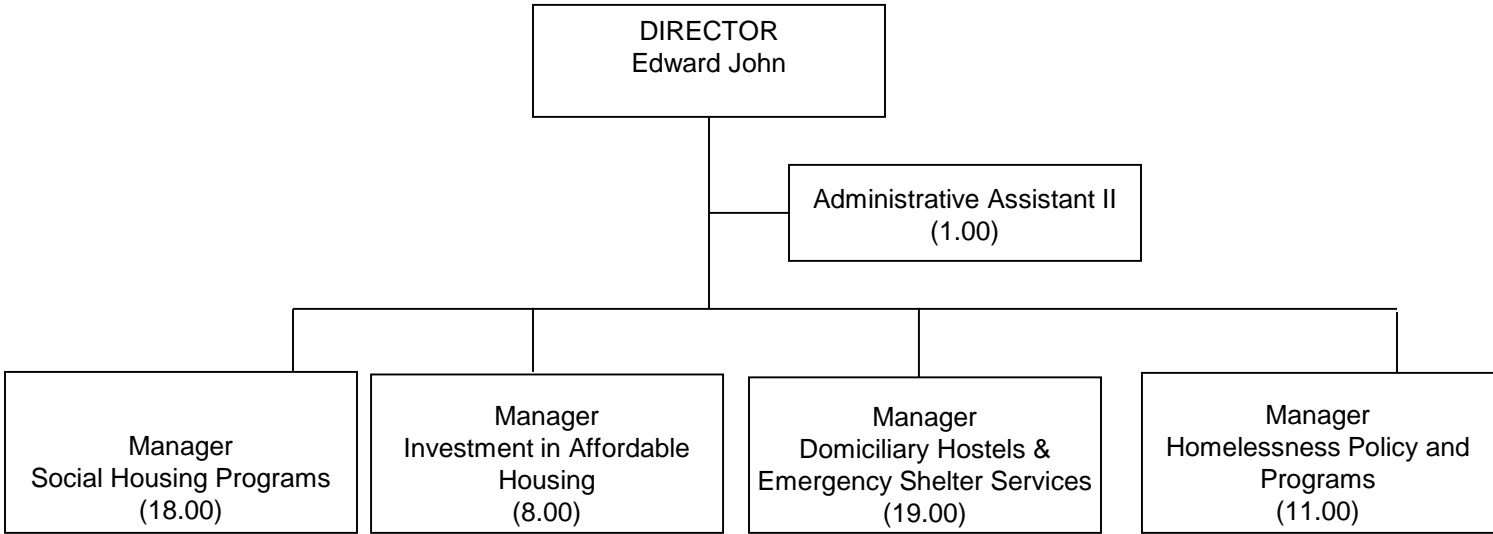 DIRECTOR
Edward John
Administrative Assistant II
(1.00)
Manager
Social Housing Programs
(18.00)
Manager
Investment in Affordable
Housing
(8.00)
Manager
Domiciliary Hostels &
Emergency Shelter Services
(19.00)
Manager
Homelessness Policy and
Programs
(11.00)